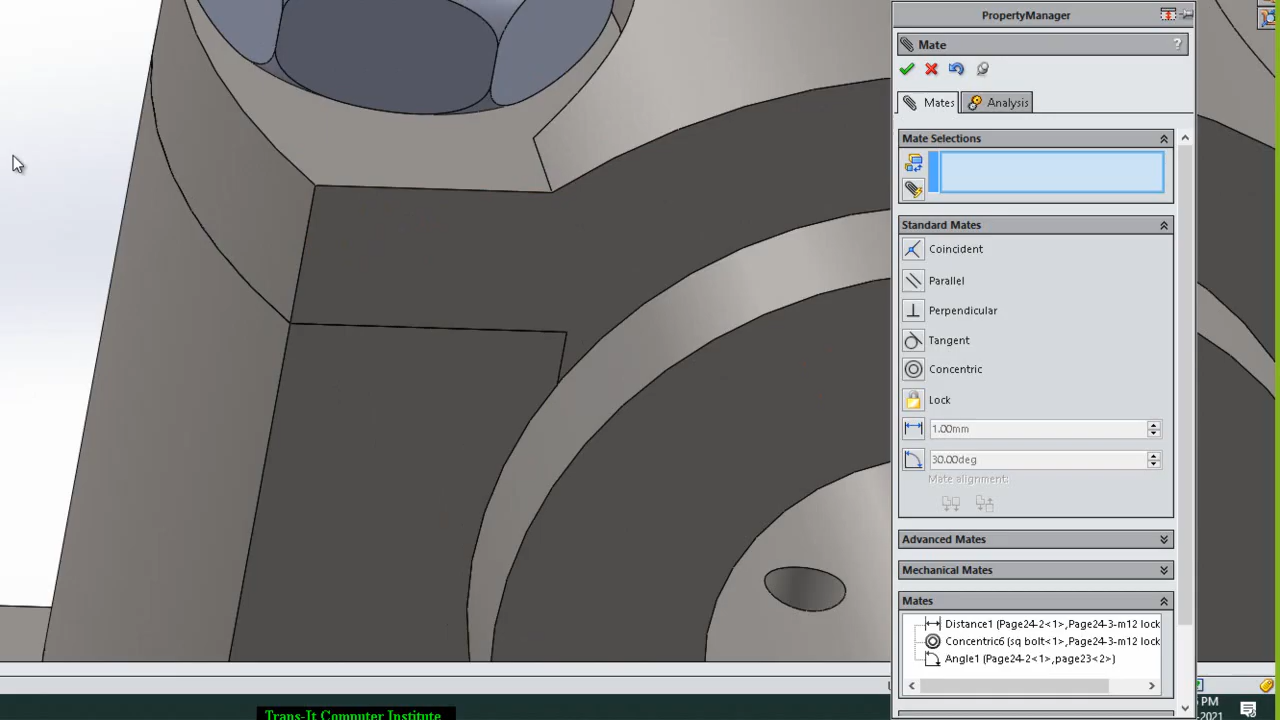 PropertyManager
Mate
?
Mates
Analysis
Mate Selections
Standard Mates
Coincident
Parallel
Perpendicular
Tangent
Concentric
Lock
1.00mm
30.00deg
Mate alignment:
Advanced Mates
Mechanical Mates
Mates
Distance1 (Page24-2<1>,Page24-3-m12 lock
Concentric6 (sq bolt<1>,Page24-3-m12 lock
Angle1 (Page24-2<1>,page23<2>)
PM
-2021
Trans-It Computer Institute